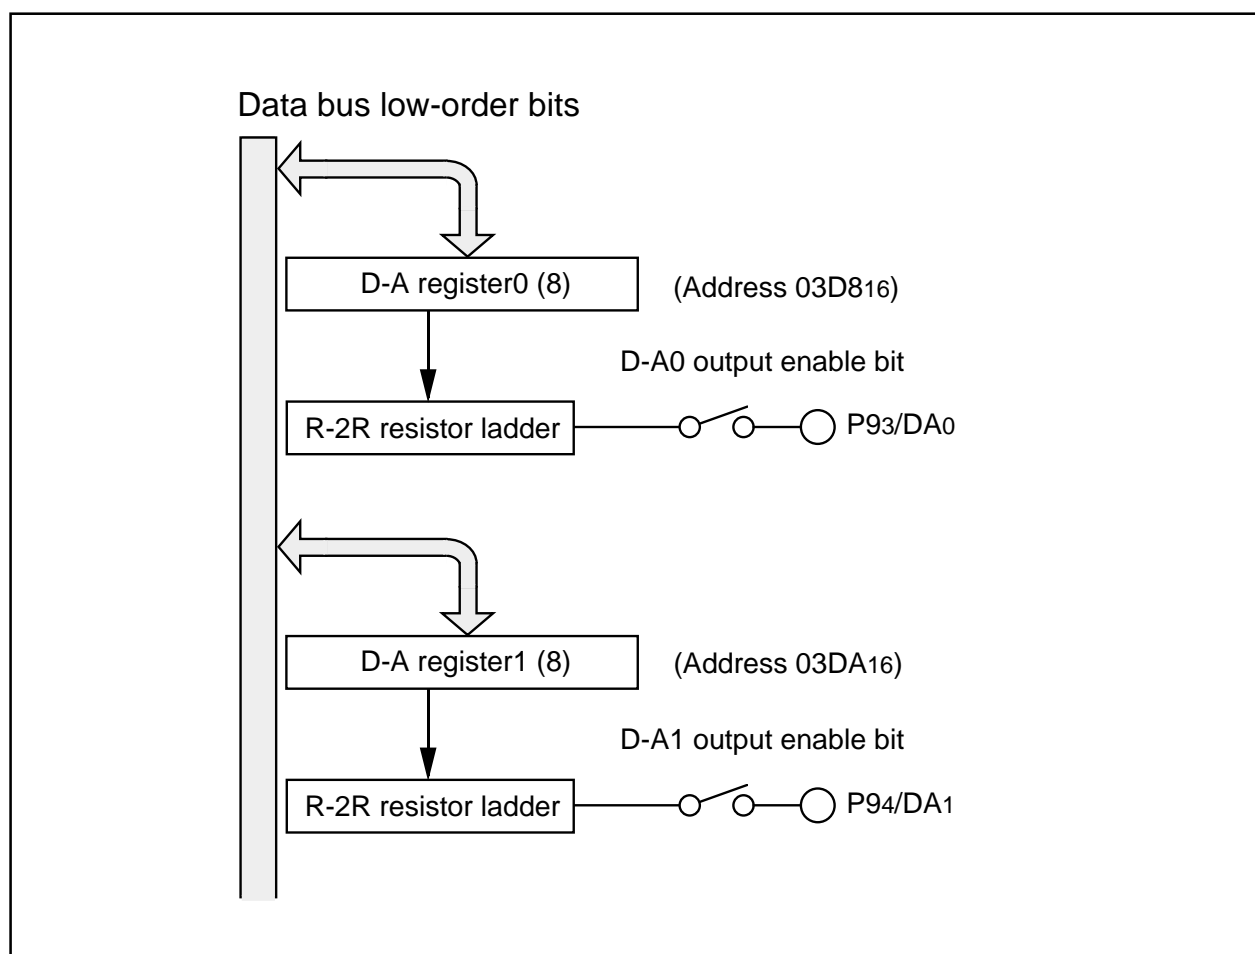 Data bus low-order bits
D-A register0 (8)
(Address 03D816)
D-A0 output enable bit
R-2R resistor ladder
P93/DA0
D-A register1 (8)
(Address 03DA16)
D-A1 output enable bit
R-2R resistor ladder
P94/DA1